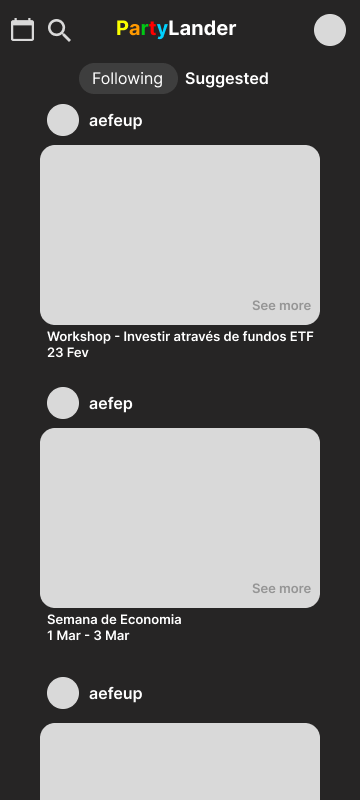 PartyLander
Following Suggested
aefeup
See more
Workshop - Investir através de fundos ETF
23 Fev
aefep
See more
Semana de Economia
1 Mar - 3 Mar
aefeup